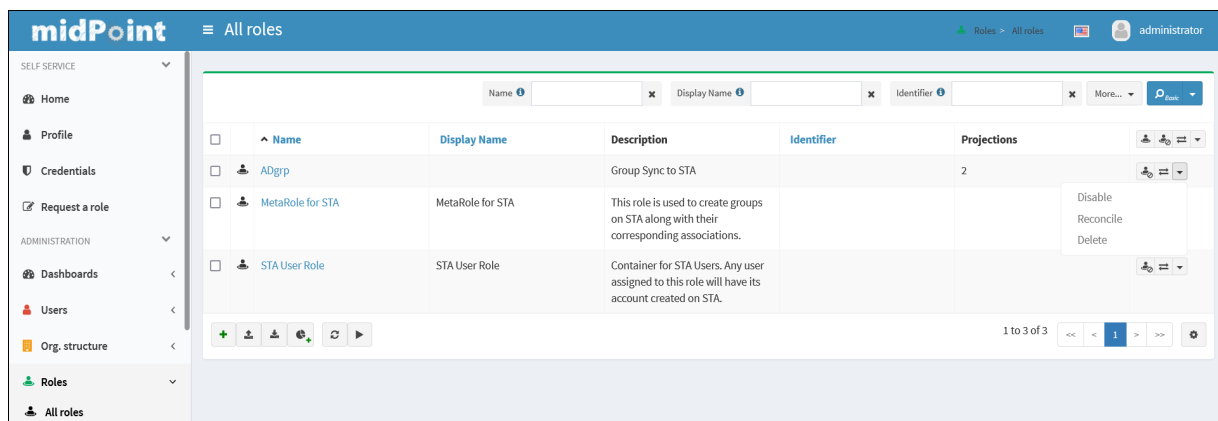 midPoint
All roles
Roles > All roles
administrator
SELF SERVICE
Home
Profile
Credentials
Request a role
ADMINISTRATION
Dashboards
Users
Org. structure
Roles
All roles
Name
Display Name
Identifier
More...
Basic
Name Display Name Description Identifier Projections
ADgrp Group Sync to STA 2
MetaRole for STA MetaRole for STA This role is used to create groups
on STA along with their
corresponding associations.
STA User Role STA User Role Container for STA Users. Any user
assigned to this role will have its
account created on STA.
Disable
Reconcile
Delete
1 to 3 of 3 << < 1 > >>